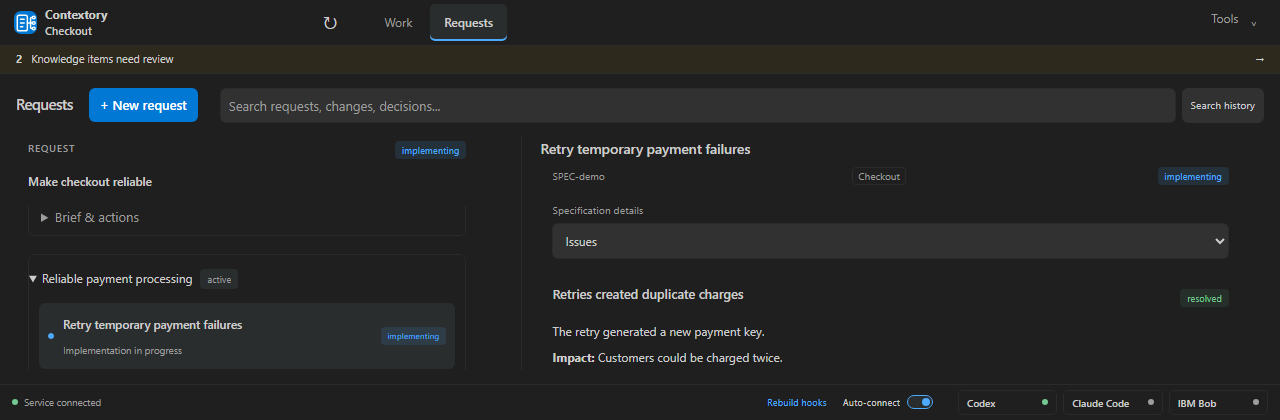 Contextory
Checkout
↻
Work
Requests
Tools
2 Knowledge items need review →
Requests
+ New request
Search requests, changes, decisions...
Search history
REQUEST
implementing
Make checkout reliable
Brief & actions
Reliable payment processing
active
Retry temporary payment failures
Implementation in progress
implementing
Retry temporary payment failures
SPEC-demo
Checkout
implementing
Specification details
Issues
Retries created duplicate charges
resolved
The retry generated a new payment key.
Impact: Customers could be charged twice.
Service connected
Rebuild hooks
Auto-connect
Codex
Claude Code
IBM Bob